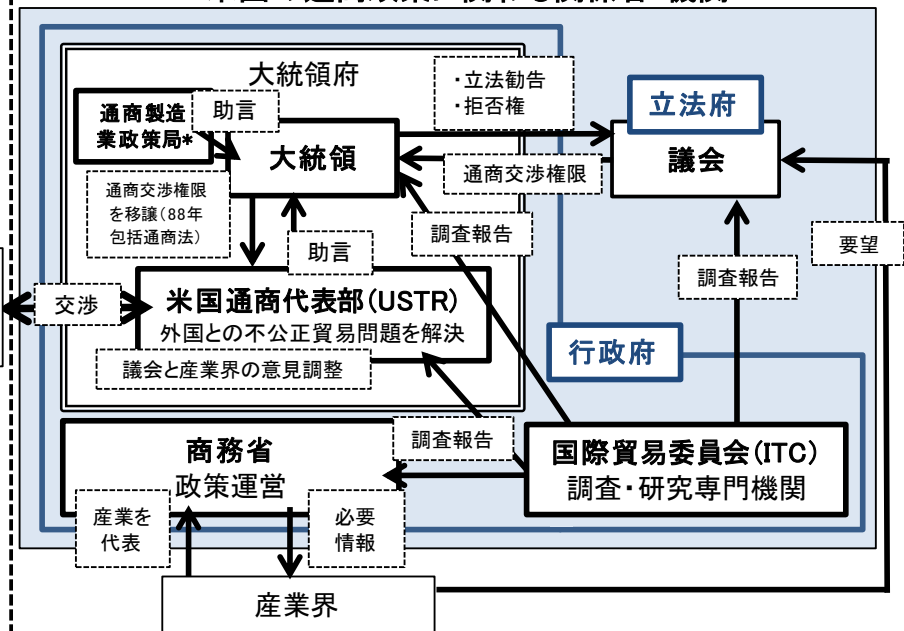 大統領府
・立法勧告
・拒否権
立法府
通商製造
業政策局*
助言
大統領
議会
通商交渉権限
通商交渉権限
を移譲(88年
包括通商法)
助言
調査報告
調査報告
要望
交渉
米国通商代表部(USTR)
外国との不公正貿易問題を解決
議会と産業界の意見調整
行政府
商務省
政策運営
調査報告
国際貿易委員会(ITC)
調査・研究専門機関
産業を
代表
必要
情報
産業界